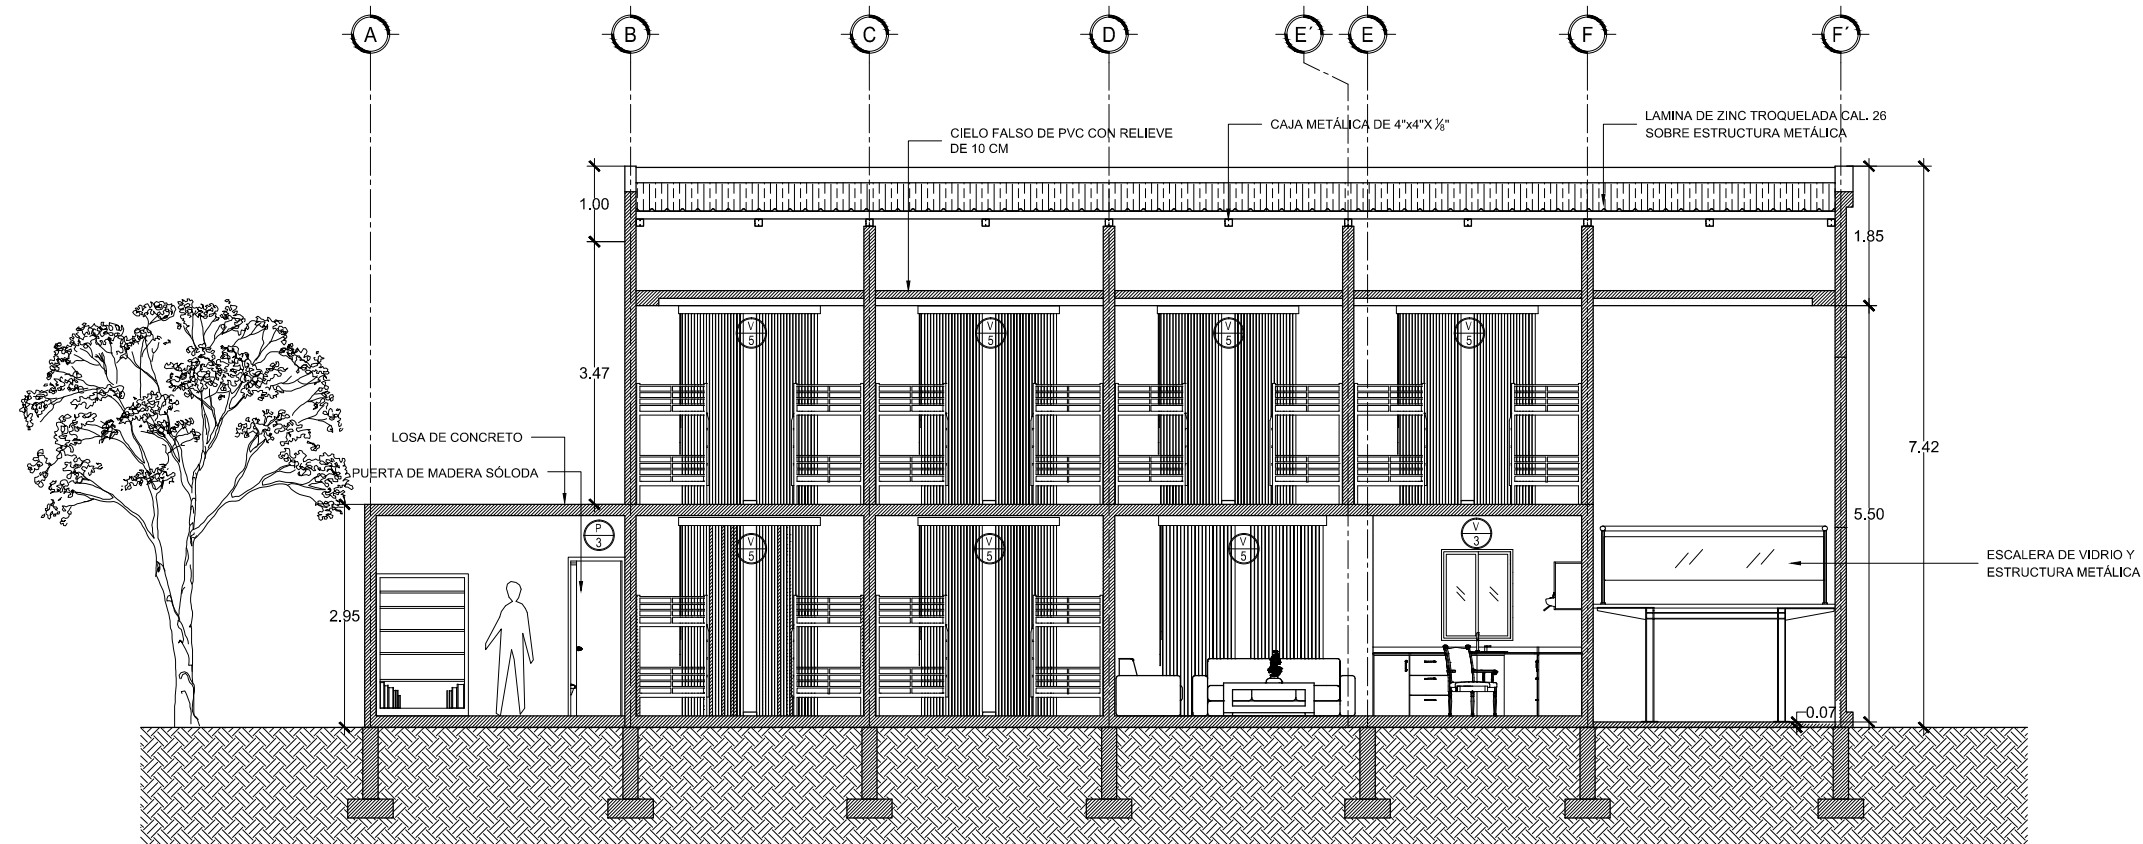 A
B
C
D
E´
E
F
F´
CIELO FALSO DE PVC CON RELIEVE
DE 10 CM
CAJA METÁLICA DE 4"x4"X ⅛"
LAMINA DE ZINC TROQUELADA CAL. 26
SOBRE ESTRUCTURA METÁLICA
1.00
1.85
V
5
V
5
V
5
V
5
3.47
LOSA DE CONCRETO
PUERTA DE MADERA SÓLODA
7.42
5.50
P
3
V
5
V
5
V
5
V
3
ESCALERA DE VIDRIO Y
ESTRUCTURA METÁLICA
2.95
0.07